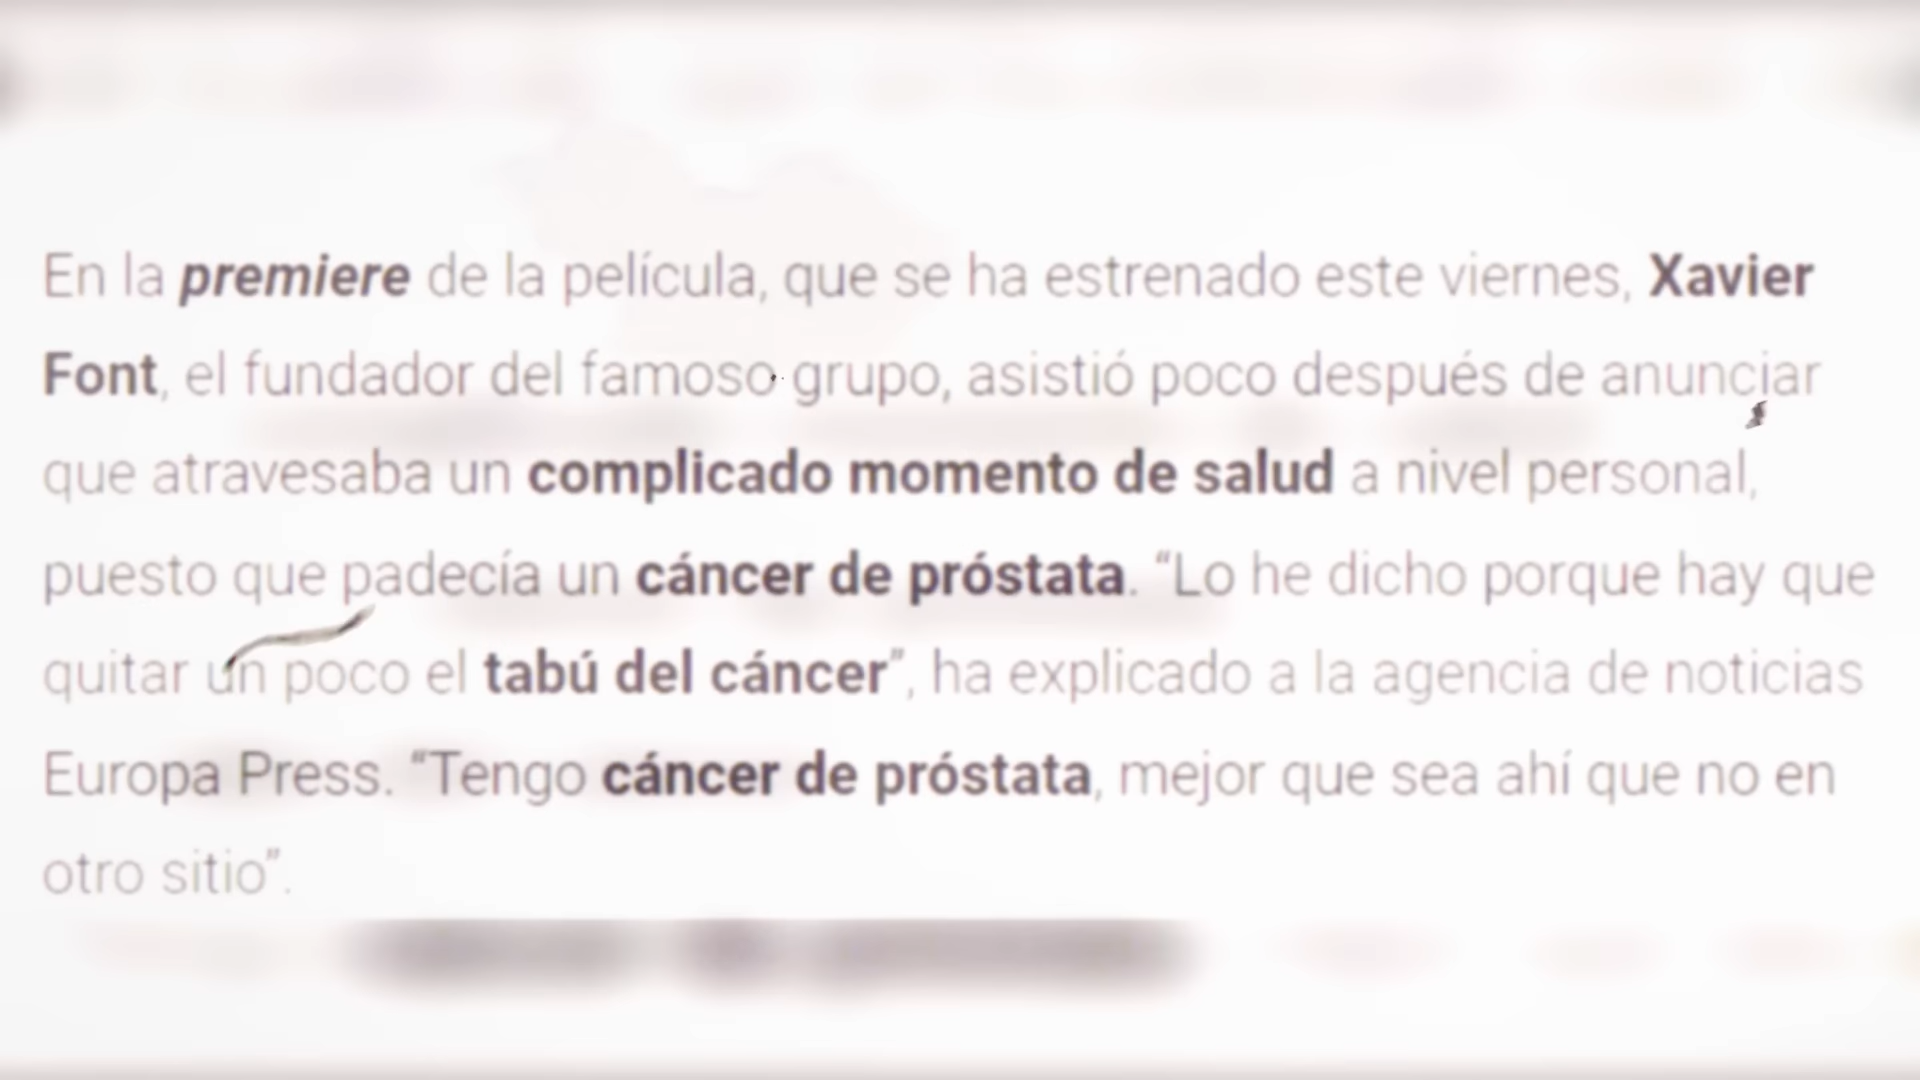 En la premiere de la película, que se ha estrenado este viernes, Xavier
Font, el fundador del famoso grupo, asistió poco después de anunciar
que atravesaba un complicado momento de salud a nivel personal,
puesto que padecía un cáncer de próstata. “Lo he dicho porque hay que
quitar un poco el tabú del cáncer”, ha explicado a la agencia de noticias
Europa Press. “Tengo cáncer de próstata, mejor que sea ahí que no en
otro sitio”.